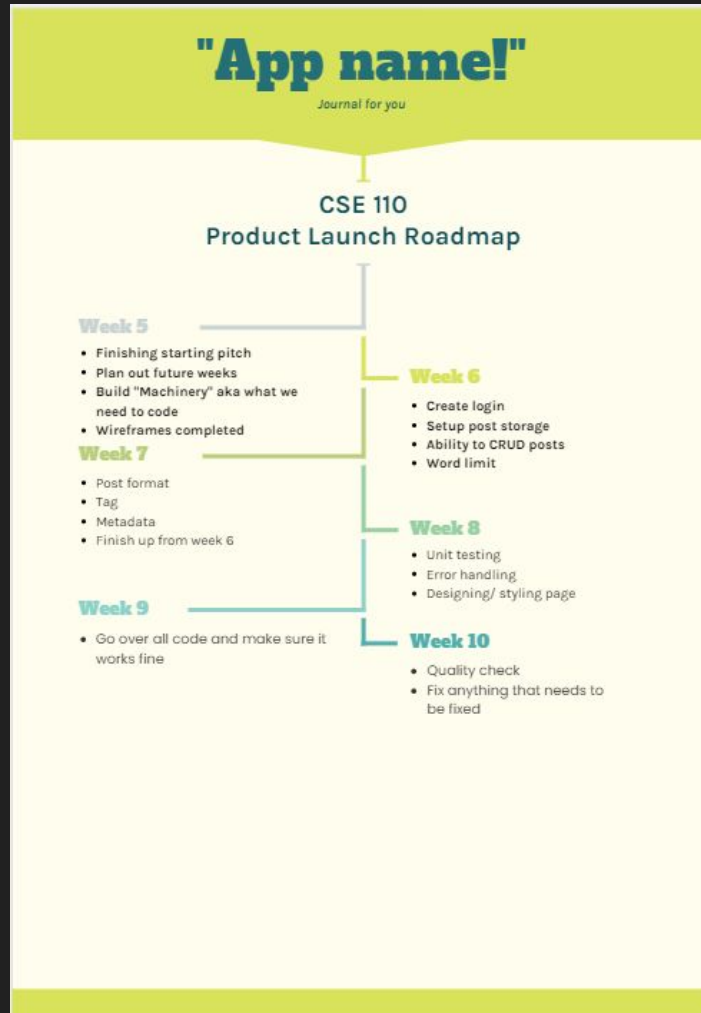 "App name!"
Journal for you
CSE 110
Product Launch Roadmap
Week 5
• Finishing starting pitch
• Plan out future weeks
• Build "Machinery" aka what we
need to code
• Wireframes completed
Week 6
• Create login
• Setup post storage
• Ability to CRUD posts
• Word limit
Week 7
• Post format
• Tag
• Metadata
• Finish up from week 6
Week 8
• Unit testing
• Error handling
• Designing/ styling page
Week 9
• Go over all code and make sure it
works fine
Week 10
• Quality check
• Fix anything that needs to
be fixed